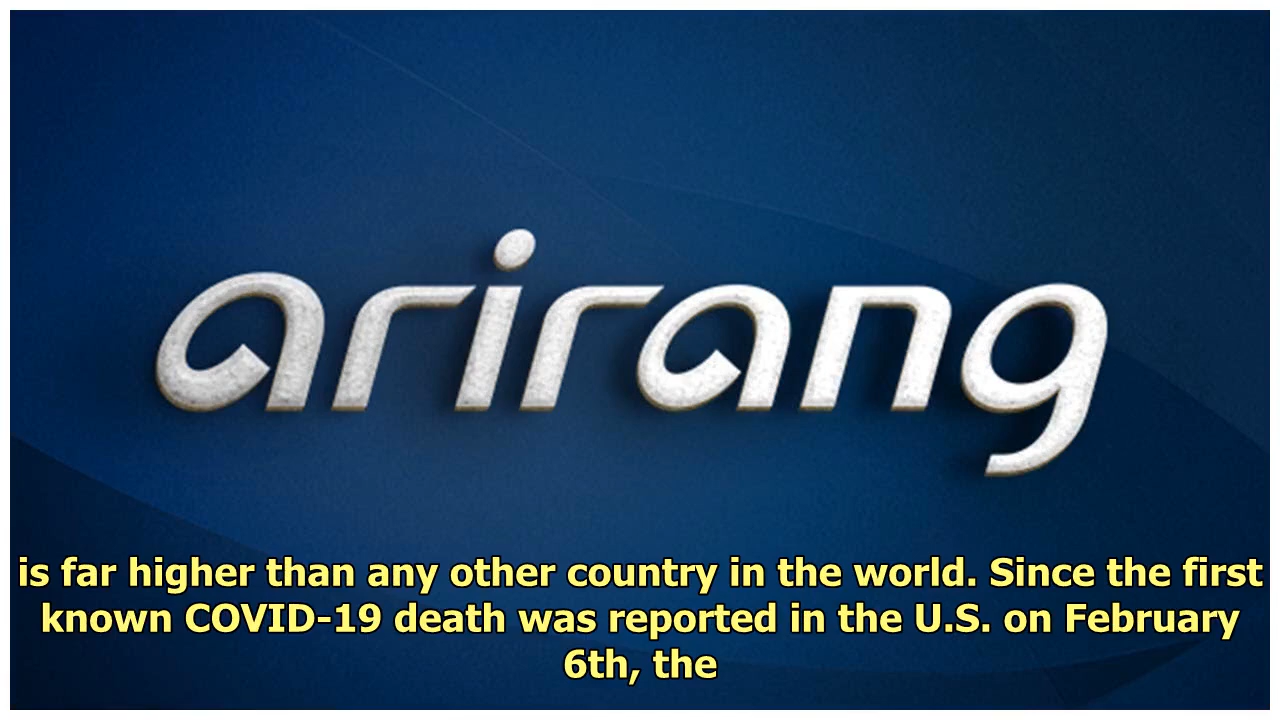 arirang
is far higher than any other country in the world. Since the first
known COVID-19 death was reported in the U.S. on February
6th, the